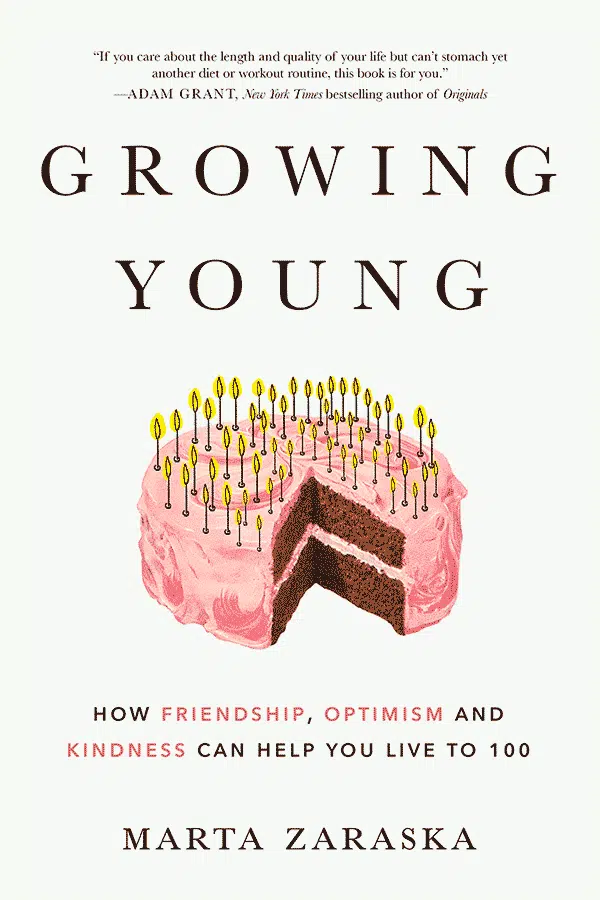 “If you care about the length and quality of your life but can’t stomach yet
another diet or workout routine, this book is for you.”
—ADAM GRANT, New York Times bestselling author of Originals
GROWING
YOUNG
HOW FRIENDSHIP, OPTIMISM AND
KINDNESS CAN HELP YOU LIVE TO 100
MARTA ZARASKA